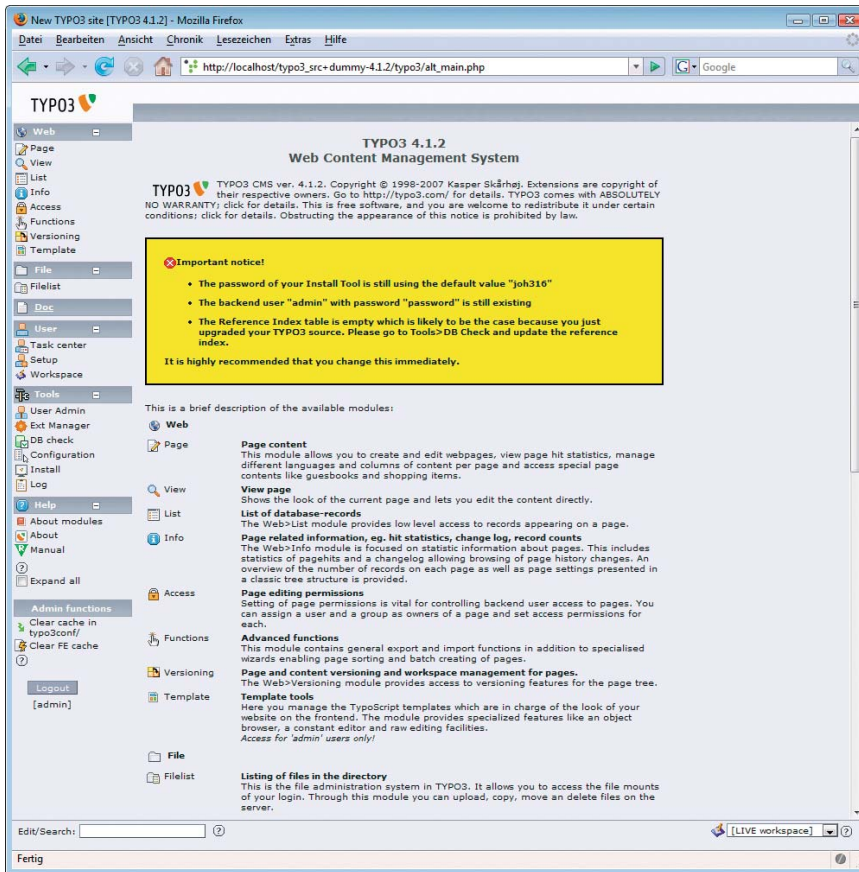 New TYPO3 site [TYPO3 4.1.2] - Mozilla Firefox
Datei Bearbeiten Ansicht Chronik Lesezeichen Extras Hilfe
http://localhost/typo3_src+dummy-4.1.2/typo3/alt_main.php
Google
TYPO3
Web
Page
View
List
Info
Access
Functions
Versioning
Template
File
Filelist
Doc
User
Task center
Setup
Workspace
Tools
User Admin
Ext Manager
DB check
Configuration
Install
Log
Help
About modules
About
Manual
Expand all
Admin functions
Clear cache in
typo3conf/
Clear FE cache
Logout
[admin]
TYPO3 4.1.2
Web Content Management System
TYPO3
TYPO3 CMS ver. 4.1.2. Copyright © 1998-2007 Kasper Skårhøj. Extensions are copyright of
their respective owners. Go to http://typo3.com/ for details. TYPO3 comes with ABSOLUTELY
NO WARRANTY; click for details. This is free software, and you are welcome to redistribute it under certain
conditions; click for details. Obstructing the appearance of this notice is prohibited by law.
Important notice!
• The password of your Install Tool is still using the default value "joh316"
• The backend user "admin" with password "password" is still existing
• The Reference Index table is empty which is likely to be the case because you just
upgraded your TYPO3 source. Please go to Tools>DB Check and update the reference
index.
It is highly recommended that you change this immediately.
This is a brief description of the available modules:
Web
Page
Page content
This module allows you to create and edit webpages, view page hit statistics, manage
different languages and columns of content per page and access special page
contents like guesbooks and shopping items.
View
View page
Shows the look of the current page and lets you edit the content directly.
List
List of database-records
The Web>List module provides low level access to records appearing on a page.
Info
Page related information, eg. hit statistics, change log, record counts
The Web>Info module is focused on statistic information about pages. This includes
statistics of pagehits and a changelog allowing browsing of page history changes. An
overview of the number of records on each page as well as page settings presented in
a classic tree structure is provided.
Access
Page editing permissions
Setting of page permissions is vital for controlling backend user access to pages. You
can assign a user and a group as owners of a page and set access permissions for
each.
Functions
Advanced functions
This module contains general export and import functions in addition to specialised
wizards enabling page sorting and batch creating of pages.
Versioning
Page and content versioning and workspace management for pages.
The Web>Versioning module provides access to versioning features for the page tree.
Template
Template tools
Here you manage the TypoScript templates which are in charge of the look of your
website on the frontend. The module provides specialized features like an object
browser, a constant editor and raw editing facilities.
Access for 'admin' users only!
File
Filelist
Listing of files in the directory
This is the file administration system in TYPO3. It allows you to access the file mounts
of your login. Through this module you can upload, copy, move an delete files on the
server.
Edit/Search:
[LIVE workspace]
Fertig